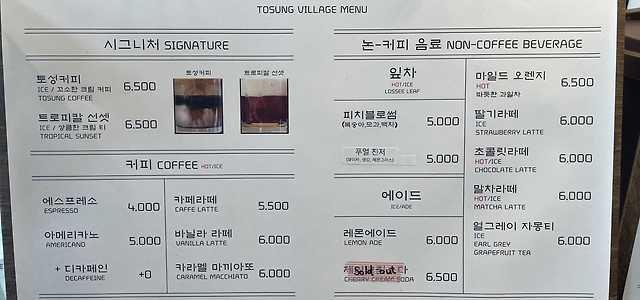 TOSUNG VILLAGE MENU
시그니처 SIGNATURE
토성커피
ICE / 꼬소한 크림 커피
TOSUNG COFFEE
6,500
트로피칼 선셋
ICE / 상큼한 크림 티
TROPICAL SUNSET
6,500
토성커피
트로피칼 선셋
커피 COFFEE HOT/ICE
에스프레소
ESPRESSO
4,000
아메리카노
AMERICANO
5,000
+ 디카페인
DECAFFEINE
+0
카페라떼
CAFFE LATTE
5,500
바닐라 라떼
VANILLA LATTE
6,000
카라멜 마끼아또
CARAMEL MACCHIATO
6,000
논-커피 음료 NON-COFFEE BEVERAGE
잎차
HOT/ICE
LOSSEE LEAF
피치블로썸
(복숭아,모과,백차)
5,000
푸얼 진저
5,000
에이드
ICE/ADE
레몬에이드
LEMON ADE
6,000
Sold out
CHERRY CREAM SODA
6,500
마일드 오렌지
HOT
따뜻한 과일차
6,500
딸기라떼
ICE
STRAWBERRY LATTE
6,000
초콜릿라떼
HOT/ICE
CHOCOLATE LATTE
6,000
말차라떼
HOT/ICE
MATCHA LATTE
6,000
얼그레이 자몽티
ICE
EARL GREY
GRAPEFRUIT TEA
6,000